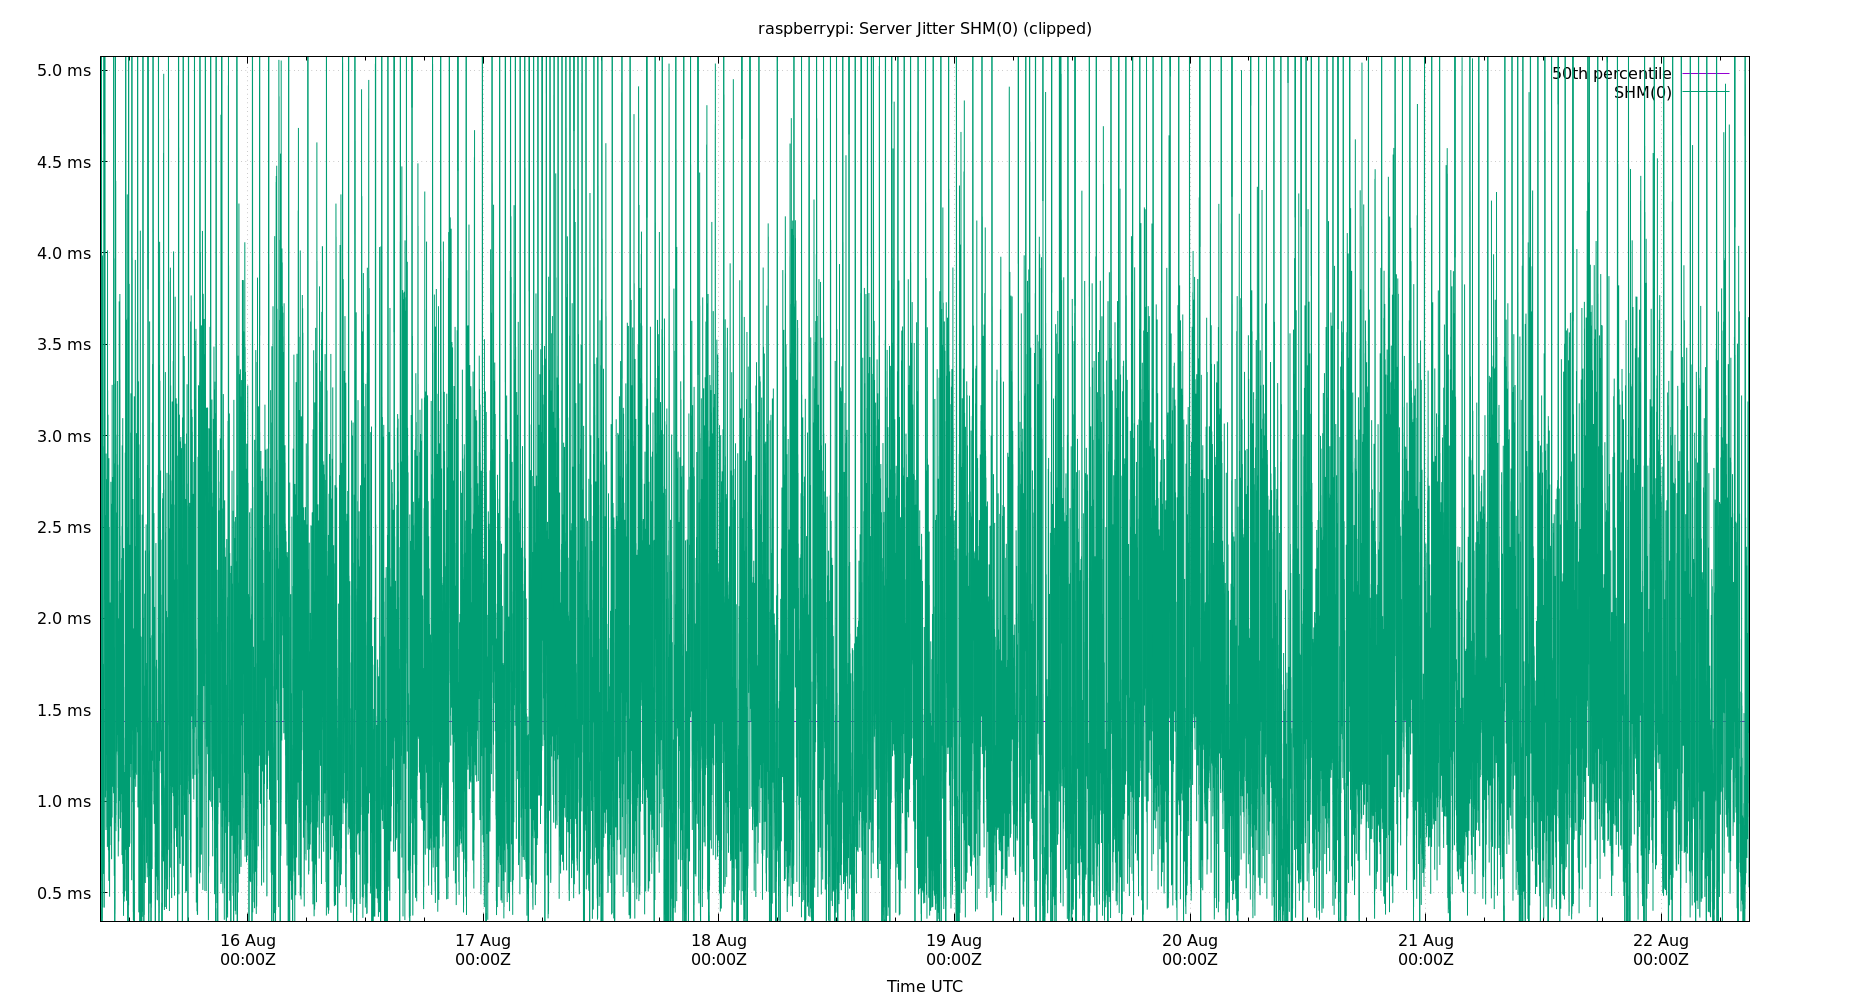 raspberrypi: Server Jitter SHM(0) (clipped)
50th percentile
SHM(0)
5.0 ms
4.5 ms
4.0 ms
3.5 ms
3.0 ms
2.5 ms
2.0 ms
1.5 ms
1.0 ms
0.5 ms
16 Aug 17 Aug 18 Aug 19 Aug 20 Aug 21 Aug 22 Aug
00:00Z 00:00Z 00:00Z 00:00Z 00:00Z 00:00Z 00:00Z
Time UTC